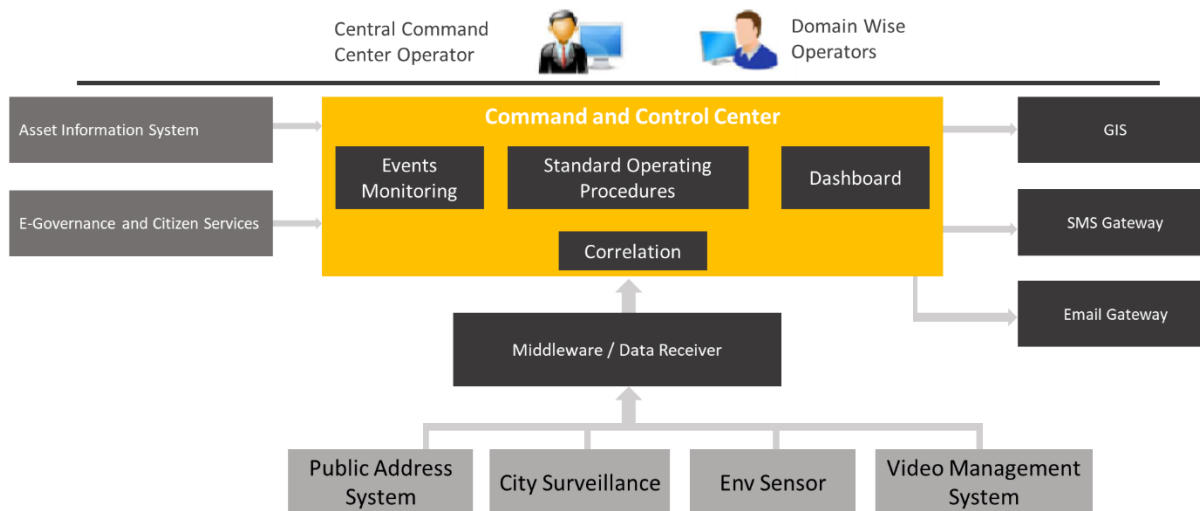 Central Command
Center Operator
Domain Wise
Operators
Asset Information System
E-Governance and Citizen Services
Command and Control Center
Events
Monitoring
Standard Operating
Procedures
Dashboard
Correlation
GIS
SMS Gateway
Email Gateway
Middleware / Data Receiver
Public Address
System
City Surveillance
Env Sensor
Video Management
System